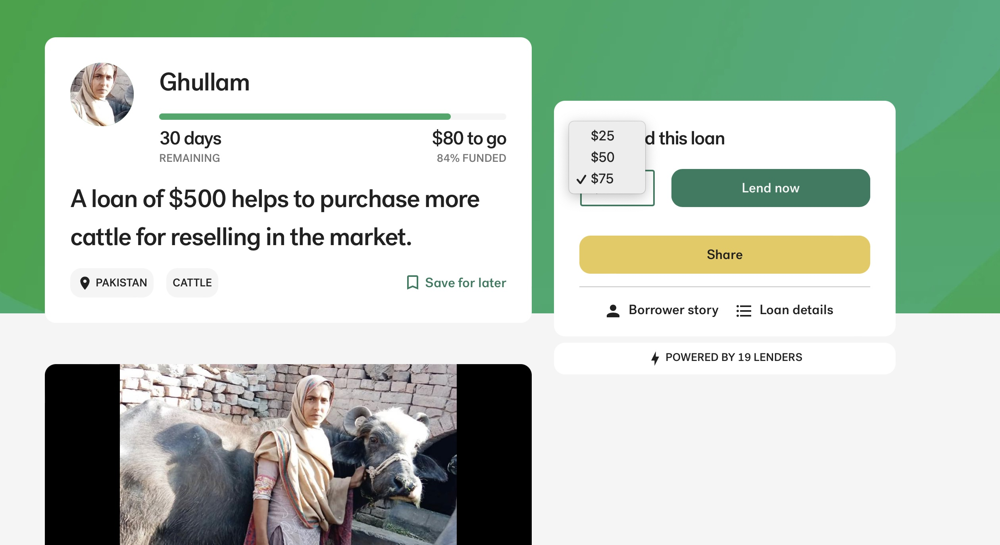 Ghullam
30 days
REMAINING
$80 to go
84% FUNDED
A loan of $500 helps to purchase more
cattle for reselling in the market.
PAKISTAN
CATTLE
Save for later
$25
$50
$75
this loan
Lend now
Share
Borrower story
Loan details
POWERED BY 19 LENDERS